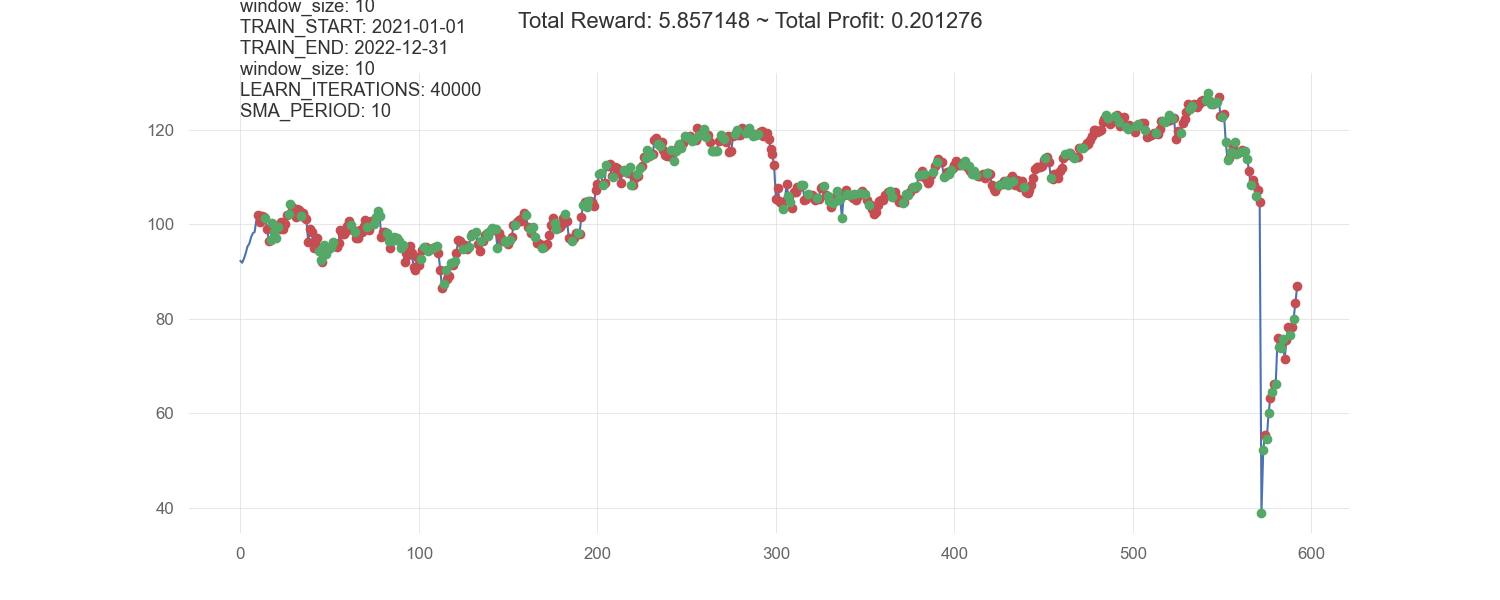 window_size: 10
TRAIN_START: 2021-01-01
Total Reward: 5.857148 ~ Total Profit: 0.201276
TRAIN_END: 2022-12-31
window_size: 10
LEARN_ITERATIONS: 40000
SMA_PERIOD: 10
120
100
80
60
40
0 100 200 300 400 500 600